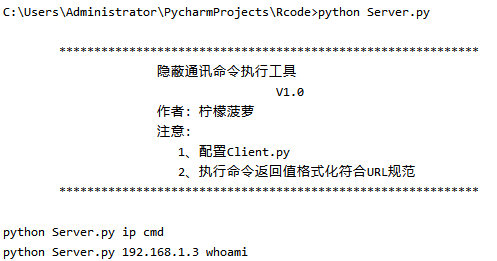 C:\Users\Administrator\PycharmProjects\Rcode>python Server.py
************************************************************
隐蔽通讯命令执行工具
V1.0
作者: 柠檬菠萝
注意:
1、配置Client.py
2、执行命令返回值格式化符合URL规范
************************************************************
python Server.py ip cmd
python Server.py 192.168.1.3 whoami